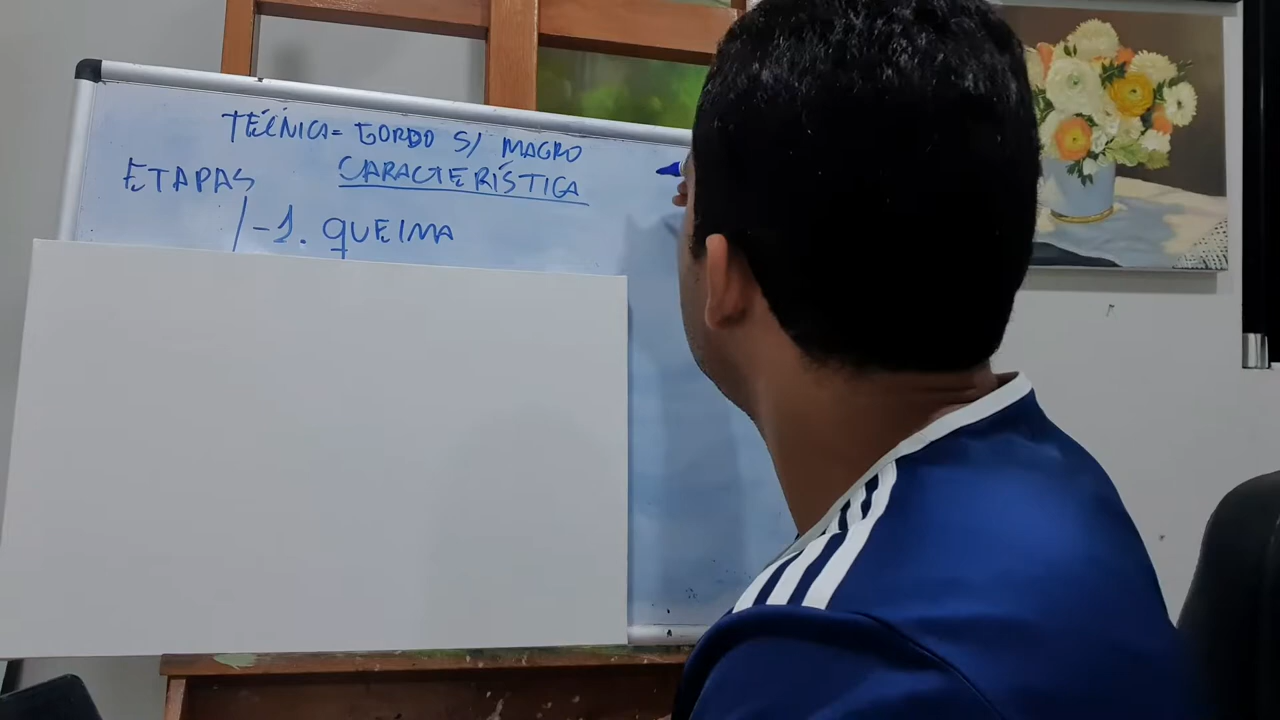 TÉCNICA= GORDO S/ MAGRO
CARACTERÍSTICA
ETAPAS
/-1. QUEIMA